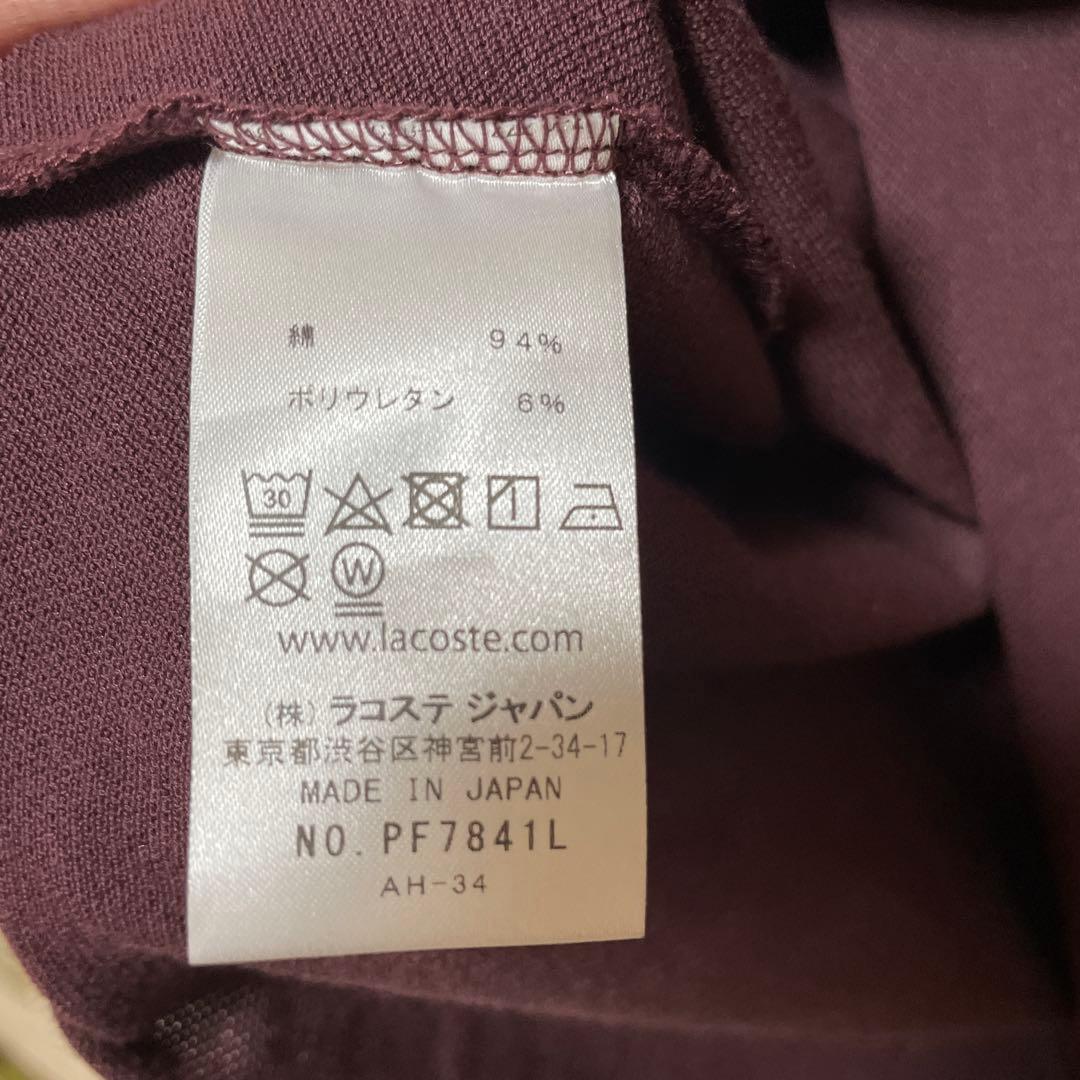 綿 94%
ポリウレタン 6%
30
W
www.lacoste.com
(株) ラコステ ジャパン
東京都渋谷区神宮前2-34-17
MADE IN JAPAN
NO. PF7841L
AH-34